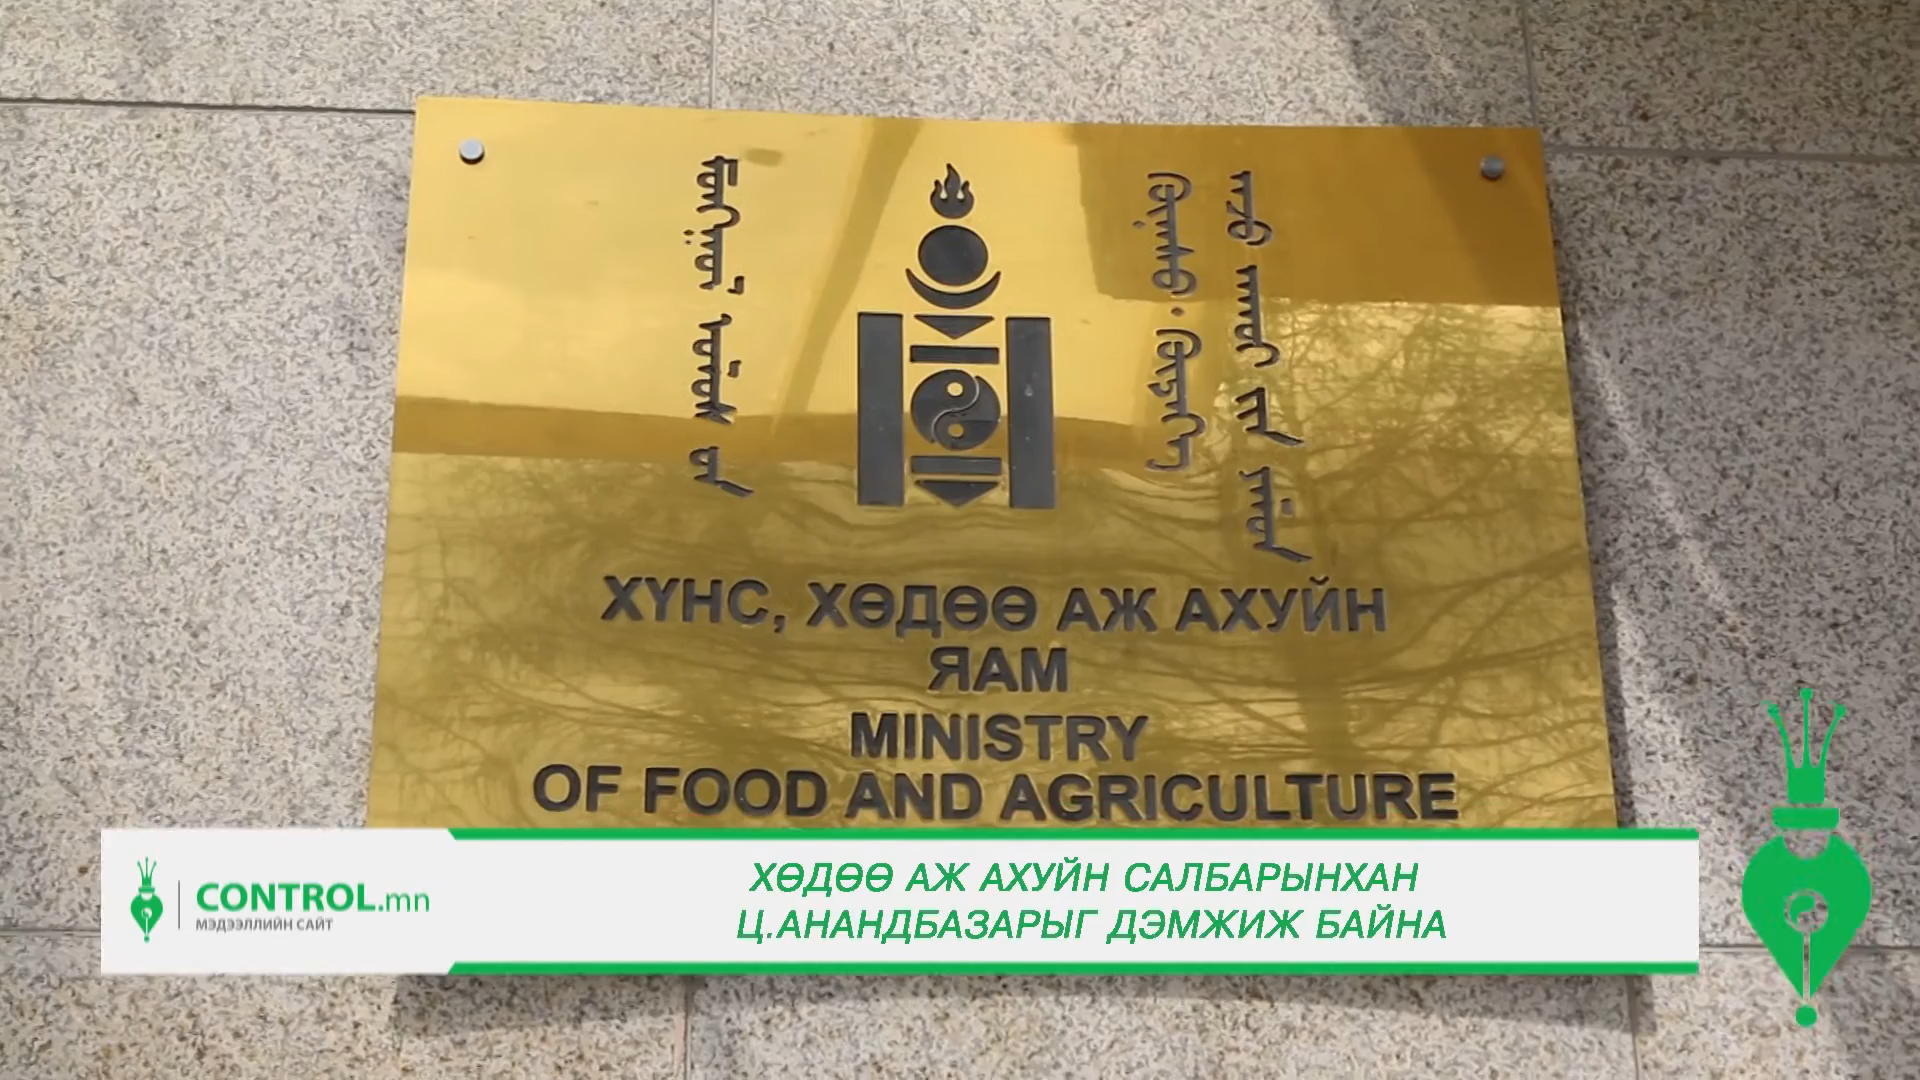 ХҮНС, ХӨДӨӨ АЖ АХУЙН
ЯАМ
MINISTRY
OF FOOD AND AGRICULTURE
CONTROL.mn
МЭДЭЭЛЛИЙН САЙТ
ХӨДӨӨ АЖ АХУЙН САЛБАРЫНХАН
Ц.АНАНДБАЗАРЫГ ДЭМЖИЖ БАЙНА